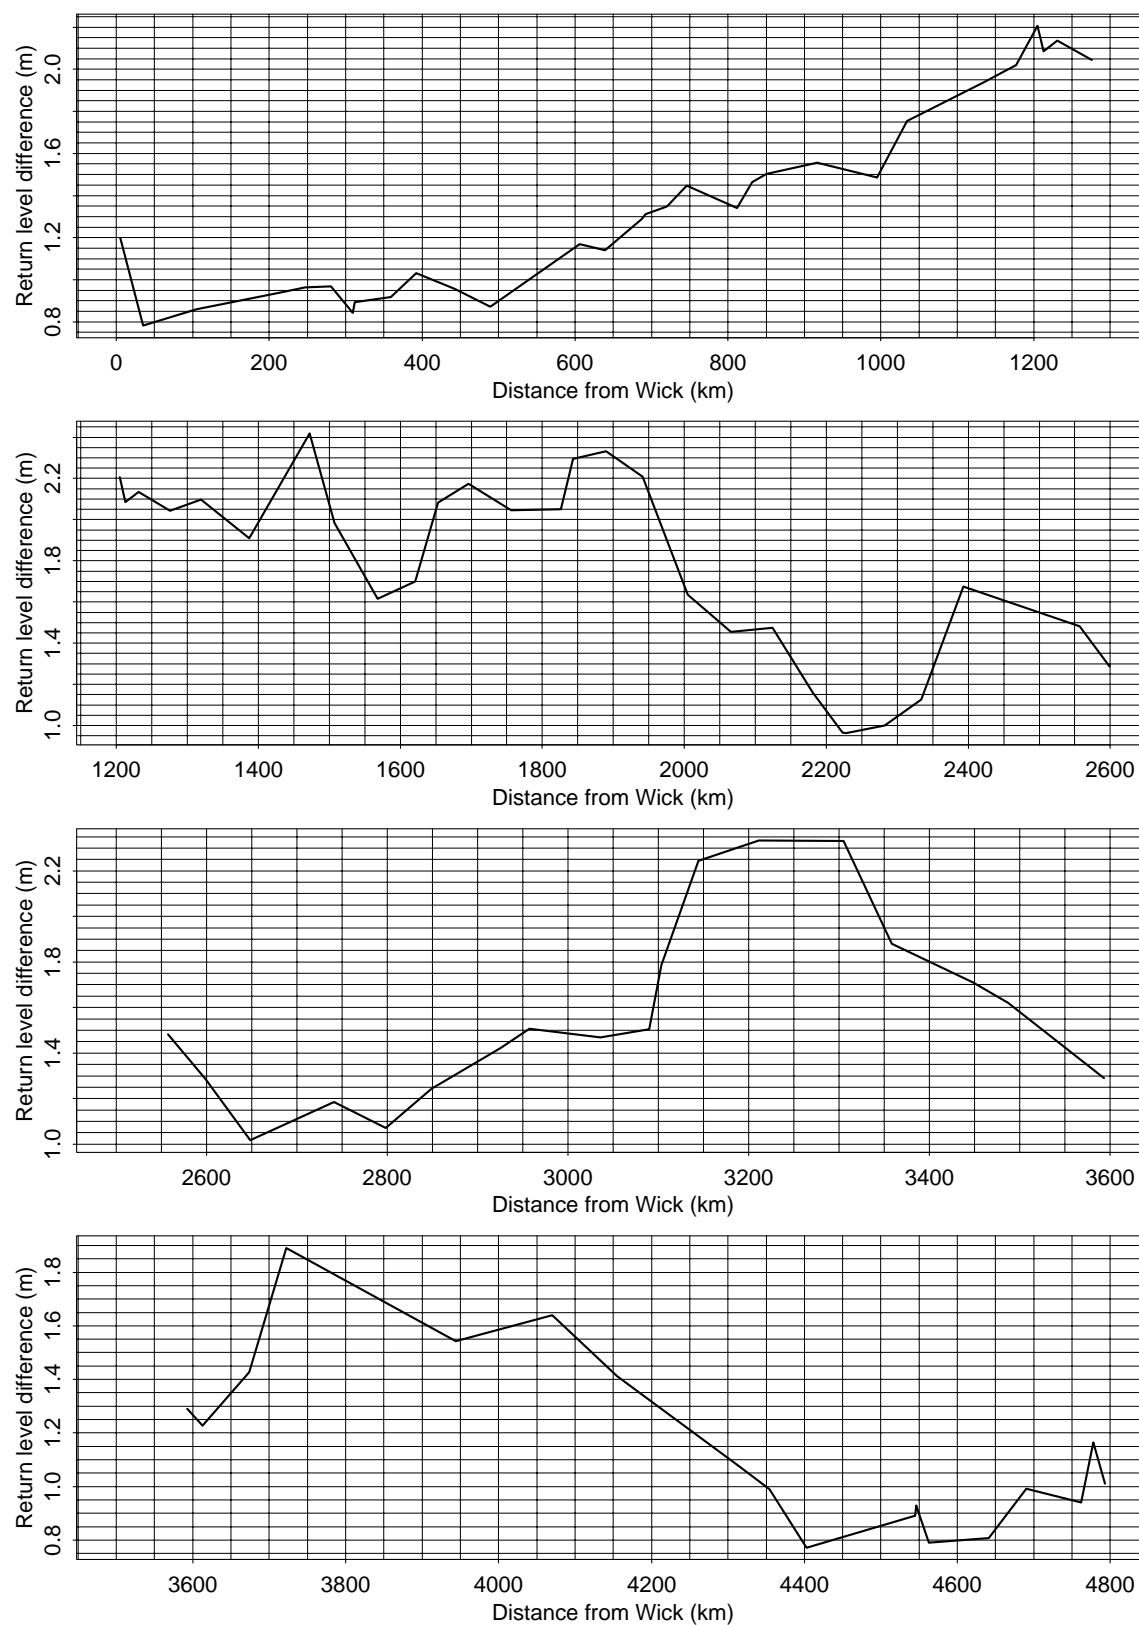 Return level difference (m)
2.0
1.6
1.2
0.8
0 200 400 600 800 1000 1200
Distance from Wick (km)
Return level difference (m)
2.2
1.8
1.4
1.0
1200 1400 1600 1800 2000 2200 2400 2600
Distance from Wick (km)
Return level difference (m)
2.2
1.8
1.4
1.0
2600 2800 3000 3200 3400 3600
Distance from Wick (km)
Return level difference (m)
1.8
1.6
1.4
1.2
1.0
0.8
3600 3800 4000 4200 4400 4600 4800
Distance from Wick (km)